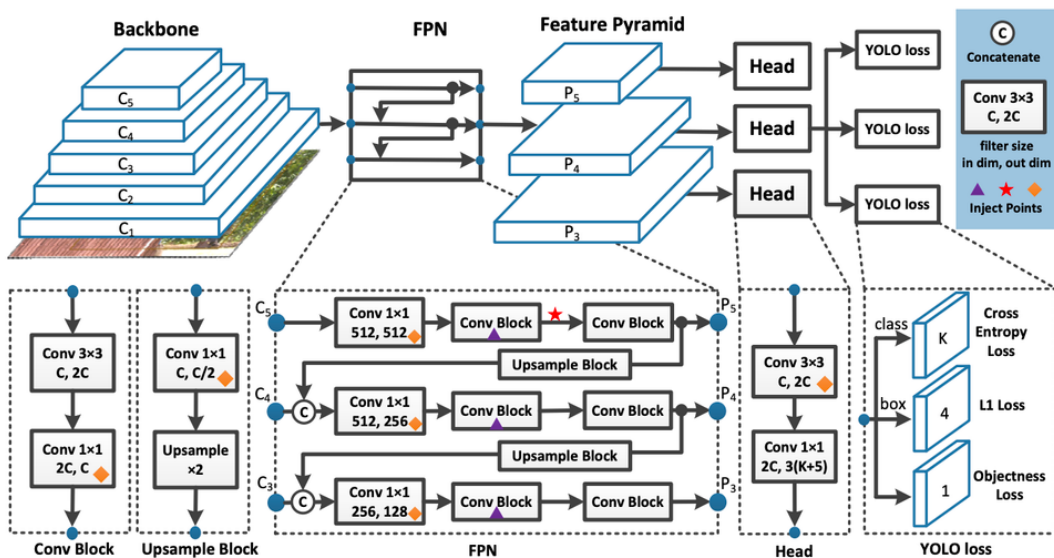 Backbone
FPN
Feature Pyramid
C5
C4
C3
C2
C1
P5
P4
P3
Head
Head
Head
YOLO loss
YOLO loss
YOLO loss
C
Concatenate
Conv 3×3
C, 2C
filter size
in dim, out dim
Inject Points
Conv 3×3
C, 2C
Conv 1×1
2C, C
Conv Block
Conv 1×1
C, C/2
Upsample
×2
Upsample Block
C5
Conv 1×1
512, 512
Conv Block
Conv Block
P5
Upsample Block
C4
C
Conv 1×1
512, 256
Conv Block
Conv Block
P4
Upsample Block
C3
C
Conv 1×1
256, 128
Conv Block
Conv Block
P3
FPN
Conv 3×3
C, 2C
Conv 1×1
2C, 3(K+5)
Head
class
K
Cross
Entropy
Loss
box
4
L1 Loss
1
Objectness
Loss
YOLO loss